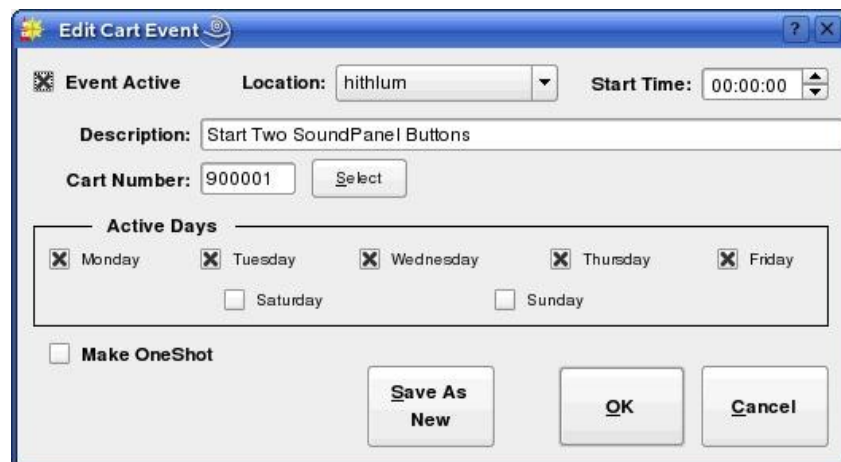 Edit Cart Event
Event Active Location: hithlum Start Time: 00:00:00
Description: Start Two SoundPanel Buttons
Cart Number: 900001 Select
Active Days
Monday Tuesday Wednesday Thursday Friday
Saturday Sunday
Make OneShot
Save As New OK Cancel